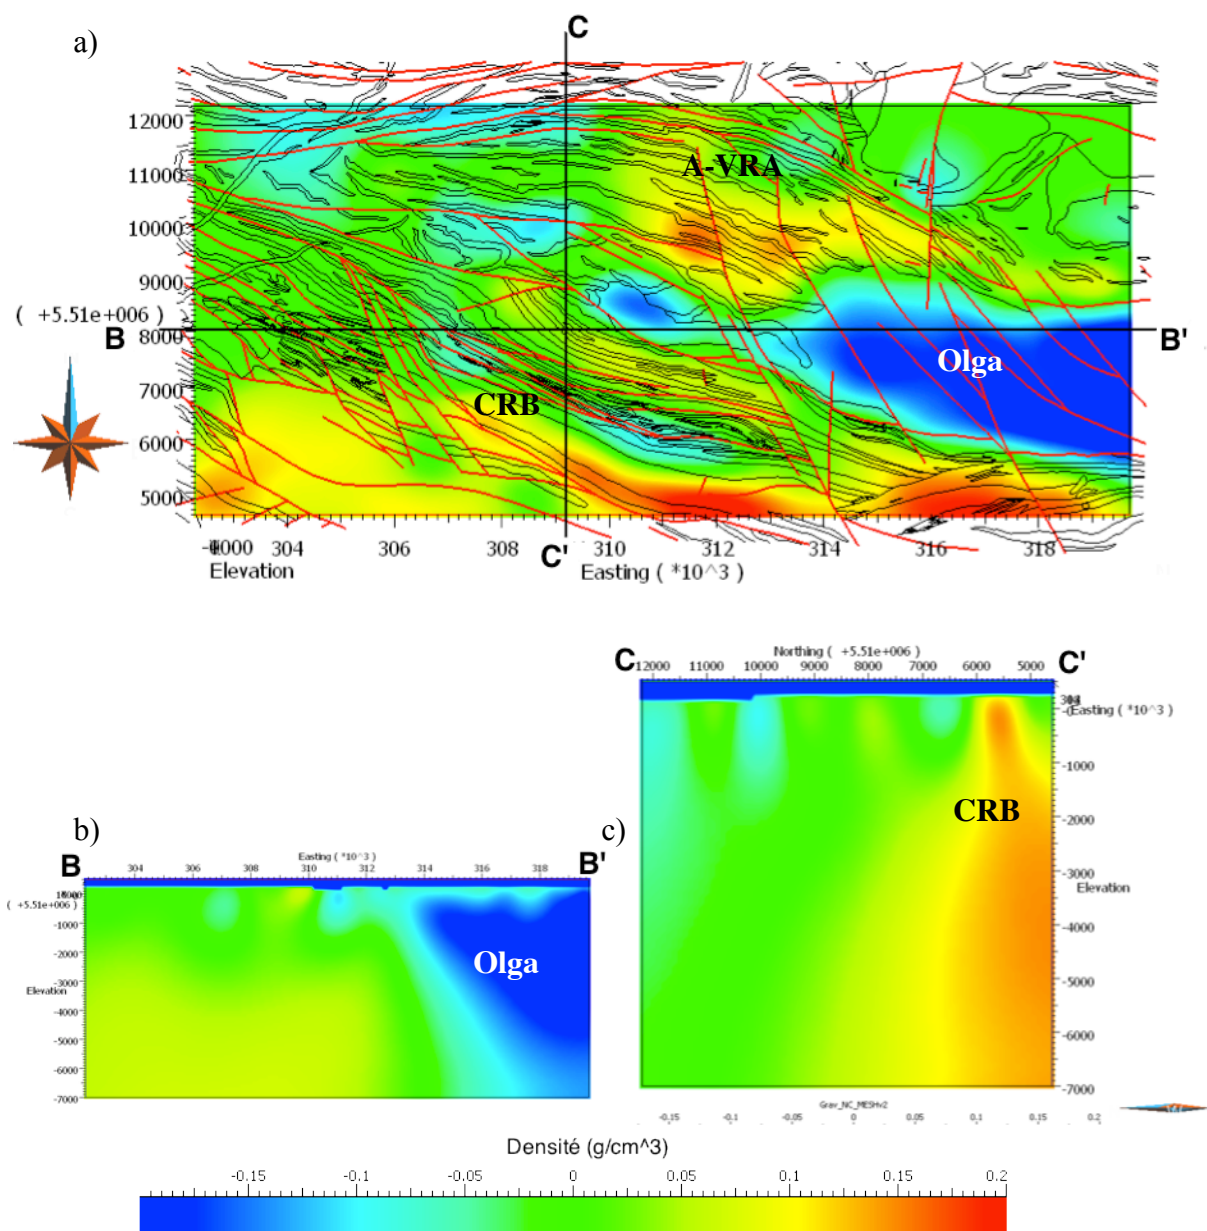 a)
C
12000
11000
10000
9000
( +5.51e+006 )
8000
7000
6000
5000
B
B'
A-VRA
Olga
CRB
304 306 308 310 312 314 316 318
Elevation
C'
Easting ( *10^3 )
C
Northing ( +5.51e+006 )
C'
12000 11000 10000 9000 8000 7000 6000 5000
Easting ( *10^3 )
-1000
-2000
-3000
Elevation
-4000
-5000
-6000
-7000
CRB
b)
c)
B
Easting ( *10^3 )
B'
304 306 308 310 312 314 316 318
( +5.51e+006 )
-1000
-2000
-3000
Elevation
-4000
-5000
-6000
-7000
Olga
Grav_NC_MESHv2
-0.15 -0.1 -0.05 0 0.05 0.1 0.15 0.2
Densité (g/cm^3)
-0.15 -0.1 -0.05 0 0.05 0.1 0.15 0.2